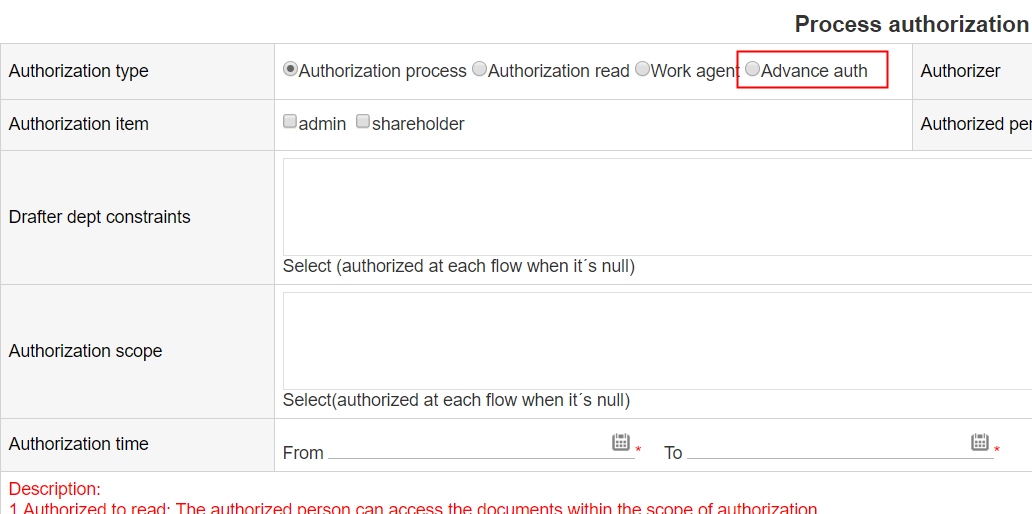 Process authorization
Authorization type Authorization process Authorization read Work agent Advance auth Authorizer
Authorization item admin shareholder Authorized per
Drafter dept constraints
Select (authorized at each flow when it´s null)
Authorization scope
Select(authorized at each flow when it´s null)
Authorization time From * To *
Description:
1 Authorized to read: The authorized person can access the documents within the scope of authorization